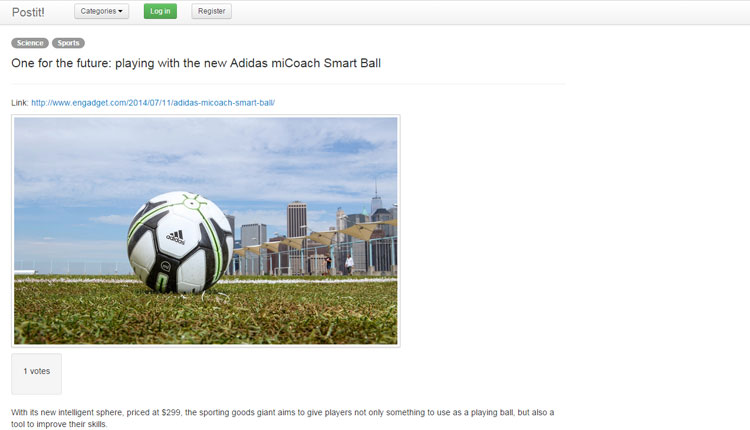 Postit!
Categories
Log in
Register
Science
Sports
One for the future: playing with the new Adidas miCoach Smart Ball
Link: http://www.engadget.com/2014/07/11/adidas-micoach-smart-ball/
adidas
1 votes
With its new intelligent sphere, priced at $299, the sporting goods giant aims to give players not only something to use as a playing ball, but also a
tool to improve their skills.